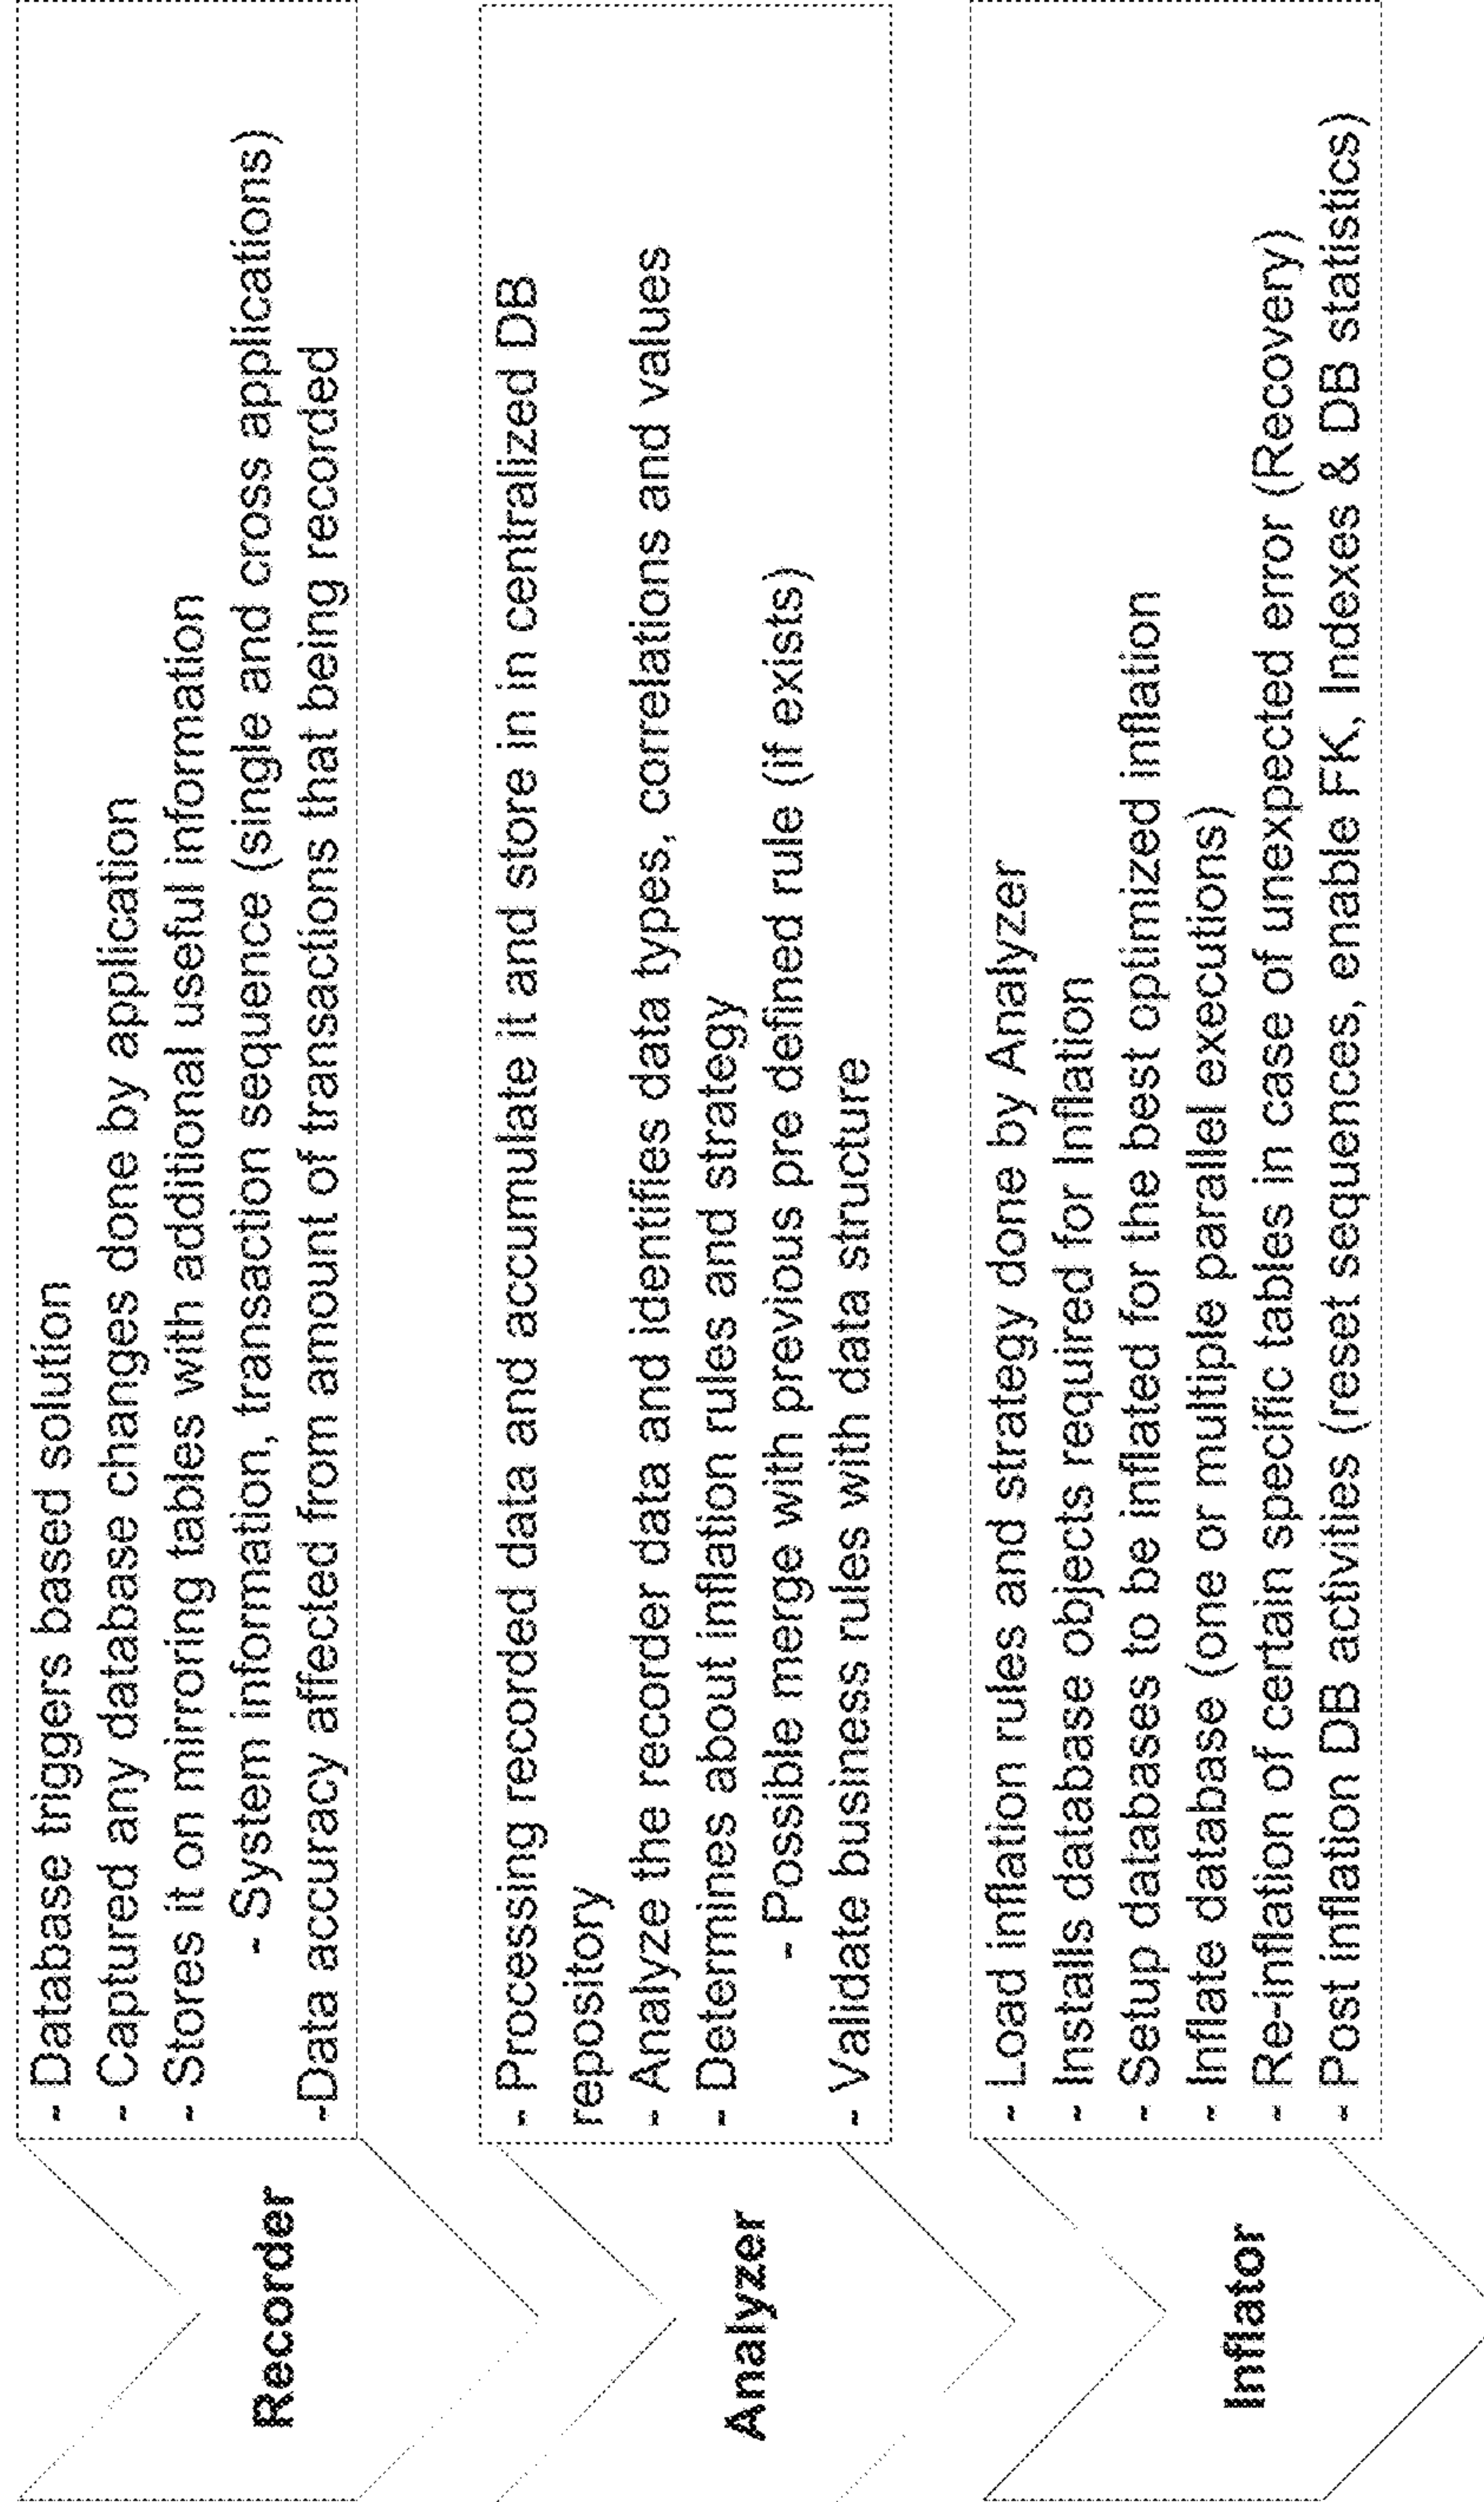 Recorder
- Database triggers based solution
- Captured any database changes done by application
- Stores it on mirroring tables with additional useful information
- System information, transaction sequence (single and cross applications)
-Data accuracy affected from amount of transactions that being recorded
Analyzer
- Processing recorded data and accumulate it and store in in centralized DB
repository
- Analyze the recorder data and identifies data types, correlations and values
- Determines about inflation rules and strategy
- Possible merge with previous pre defined rule (if exists)
- Validate business rules with data structure
Inflator
- Load inflation rules and strategy done by Analyzer
- Installs database objects required for Inflation
- Setup databases to be inflated for the best optimized inflation
- Inflate database (one or multiple parallel executions)
- Re-inflation of certain specific tables in case of unexpected error (Recovery)
- Post inflation DB activities (reset sequences, enable FK, Indexes & DB statistics)